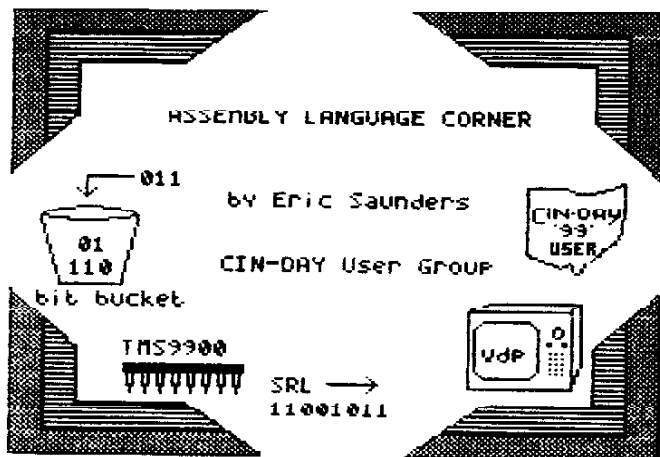 ASSEMBLY LANGUAGE CORNER
011
by Eric Saunders
CIN-DAY
'99'
USER
01
110
CIN-DAY User Group
bit bucket
TMS9900
VdP
SRL
11001011